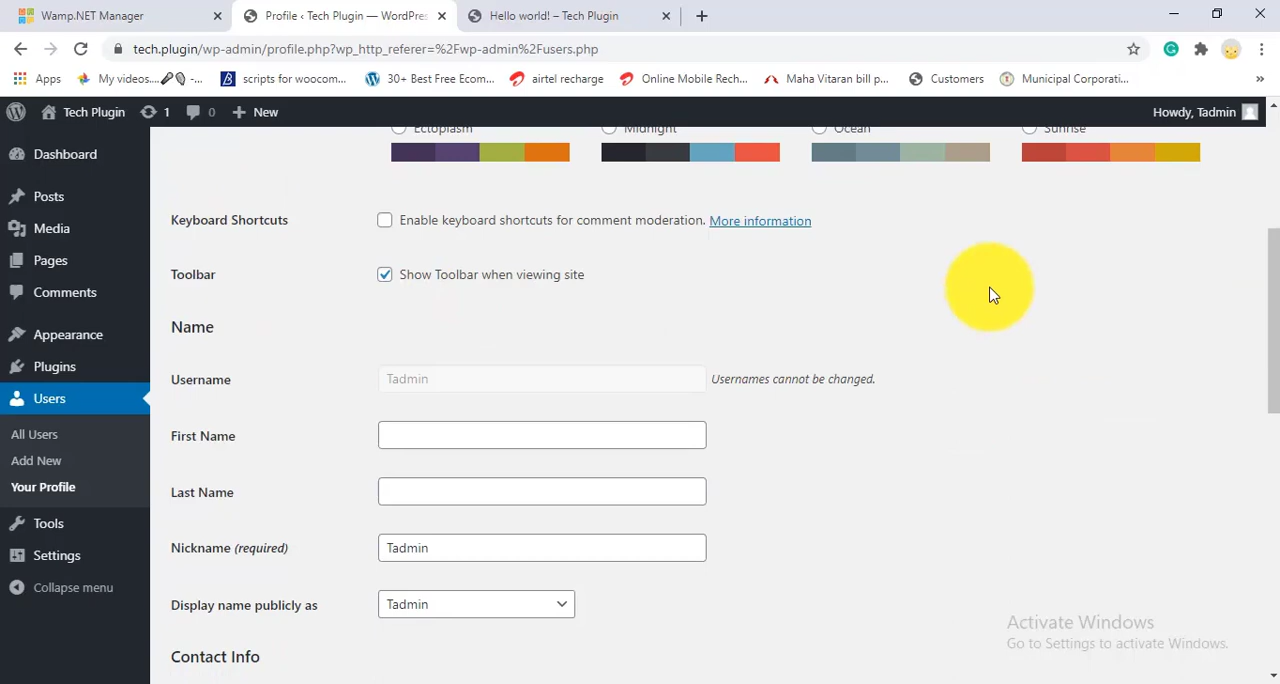 Wamp.NET Manager
Profile ‹ Tech Plugin — WordPres
Hello world! – Tech Plugin
tech.plugin/wp-admin/profile.php?wp_http_referer=%2Fwp-admin%2Fusers.php
Apps
My videos....
scripts for woocom...
30+ Best Free Ecom...
airtel recharge
Online Mobile Rech...
Maha Vitaran bill p...
Customers
Municipal Corporati...
»
Tech Plugin
1
0
New
Howdy, Tadmin
Ectoplasm
Midnight
Ocean
Sunrise
Dashboard
Posts
Media
Pages
Comments
Appearance
Plugins
Users
All Users
Add New
Your Profile
Tools
Settings
Collapse menu
Keyboard Shortcuts
Enable keyboard shortcuts for comment moderation. More information
Toolbar
Show Toolbar when viewing site
Name
Username
Tadmin
Usernames cannot be changed.
First Name
Last Name
Nickname (required)
Tadmin
Display name publicly as
Tadmin
Contact Info
Activate Windows
Go to Settings to activate Windows.